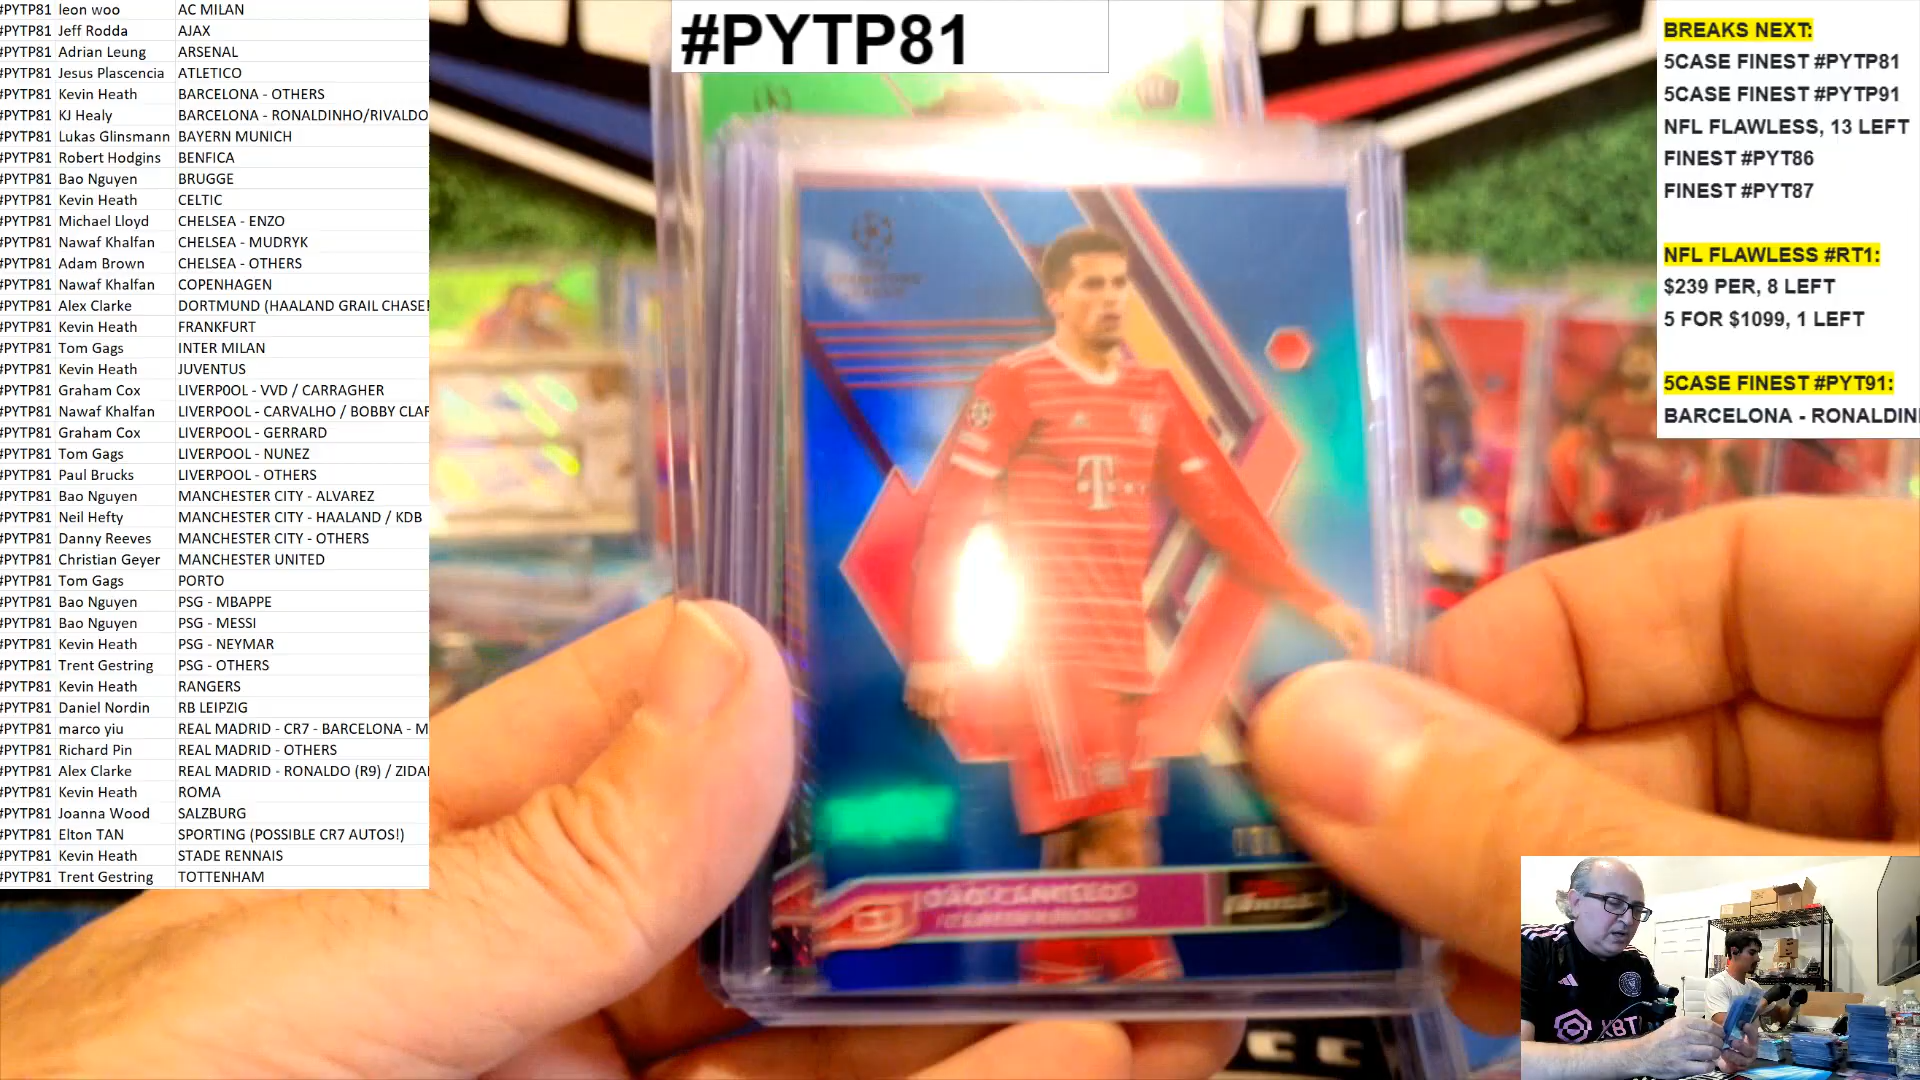 #PYTP81 leon woo AC MILAN
#PYTP81 Jeff Rodda AJAX
#PYTP81 Adrian Leung ARSENAL
#PYTP81 Jesus Plascencia ATLETICO
#PYTP81 Kevin Heath BARCELONA - OTHERS
#PYTP81 KJ Healy BARCELONA - RONALDINHO/RIVALDO
#PYTP81 Lukas Glinsmann BAYERN MUNICH
#PYTP81 Robert Hodgins BENFICA
#PYTP81 Bao Nguyen BRUGGE
#PYTP81 Kevin Heath CELTIC
#PYTP81 Michael Lloyd CHELSEA - ENZO
#PYTP81 Nawaf Khalfan CHELSEA - MUDRYK
#PYTP81 Adam Brown CHELSEA - OTHERS
#PYTP81 Nawaf Khalfan COPENHAGEN
#PYTP81 Alex Clarke DORTMUND (HAALAND GRAIL CHASE
#PYTP81 Kevin Heath FRANKFURT
#PYTP81 Tom Gags INTER MILAN
#PYTP81 Kevin Heath JUVENTUS
#PYTP81 Graham Cox LIVERP0OL - VVD / CARRAGHER
#PYTP81 Nawaf Khalfan LIVERPOOL - CARVALHO / BOBBY CLAR
#PYTP81 Graham Cox LIVERPOOL - GERRARD
#PYTP81 Tom Gags LIVERPOOL - NUNEZ
#PYTP81 Paul Brucks LIVERPOOL - OTHERS
#PYTP81 Bao Nguyen MANCHESTER CITY - ALVAREZ
#PYTP81 Neil Hefty MANCHESTER CITY - HAALAND / KDB
#PYTP81 Danny Reeves MANCHESTER CITY - OTHERS
#PYTP81 Christian Geyer MANCHESTER UNITED
#PYTP81 Tom Gags PORTO
#PYTP81 Bao Nguyen PSG - MBAPPE
#PYTP81 Bao Nguyen PSG - MESSI
#PYTP81 Kevin Heath PSG - NEYMAR
#PYTP81 Trent Gestring PSG - OTHERS
#PYTP81 Kevin Heath RANGERS
#PYTP81 Daniel Nordin RB LEIPZIG
#PYTP81 marco yiu REAL MADRID - CR7 - BARCELONA - M
#PYTP81 Richard Pin REAL MADRID - OTHERS
#PYTP81 Alex Clarke REAL MADRID - RONALDO (R9) / ZIDA
#PYTP81 Kevin Heath ROMA
#PYTP81 Joanna Wood SALZBURG
#PYTP81 Elton TAN SPORTING (POSSIBLE CR7 AUTOS!)
#PYTP81 Kevin Heath STADE RENNAIS
#PYTP81 Trent Gestring TOTTENHAM
#PYTP81
T
JOÃO CANCELO
FINEST
BREAKS NEXT:
5CASE FINEST #PYTP81
5CASE FINEST #PYTP91
NFL FLAWLESS, 13 LEFT
FINEST #PYT86
FINEST #PYT87
NFL FLAWLESS #RT1:
$239 PER, 8 LEFT
5 FOR $1099, 1 LEFT
5CASE FINEST #PYT91:
BARCELONA - RONALDIN
XBT